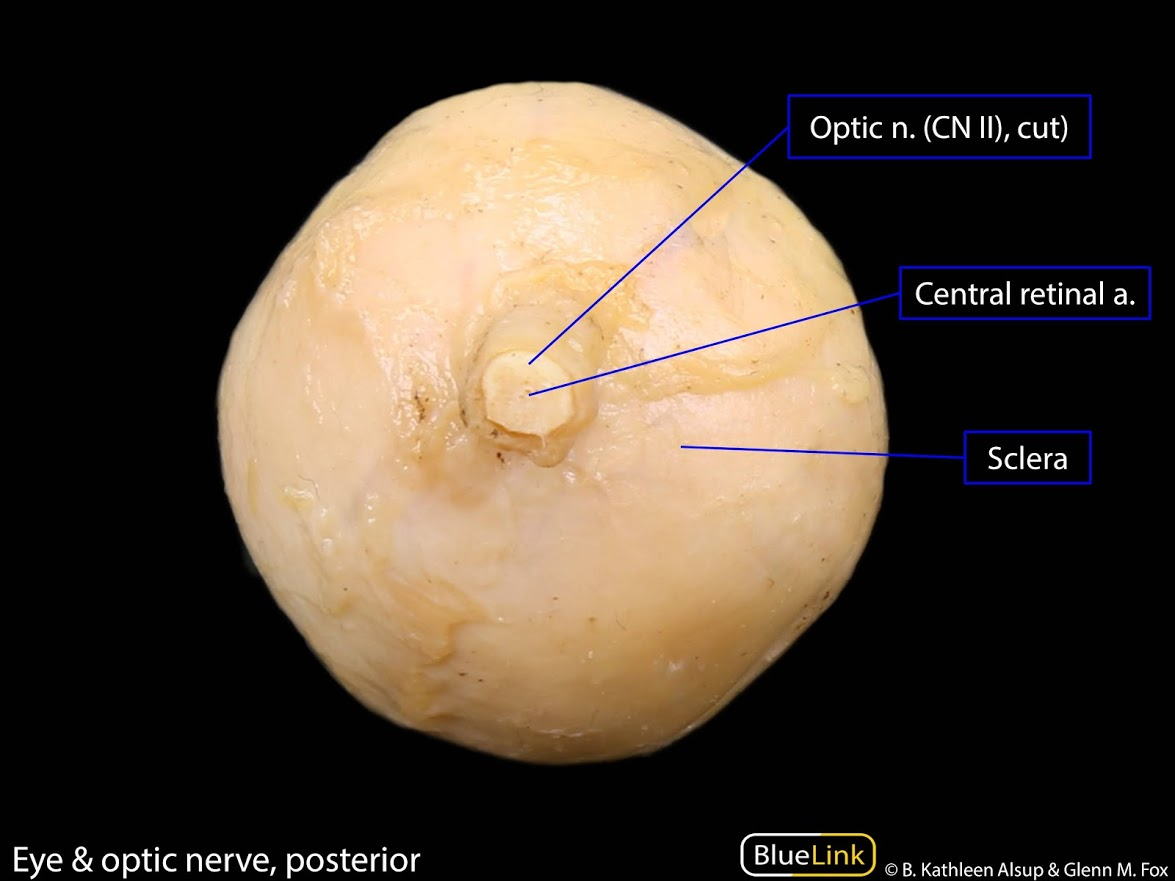 Optic n. (CN II), cut)
Central retinal a.
Sclera
Eye & optic nerve, posterior
BlueLink
© B. Kathleen Alsup & Glenn M. Fox